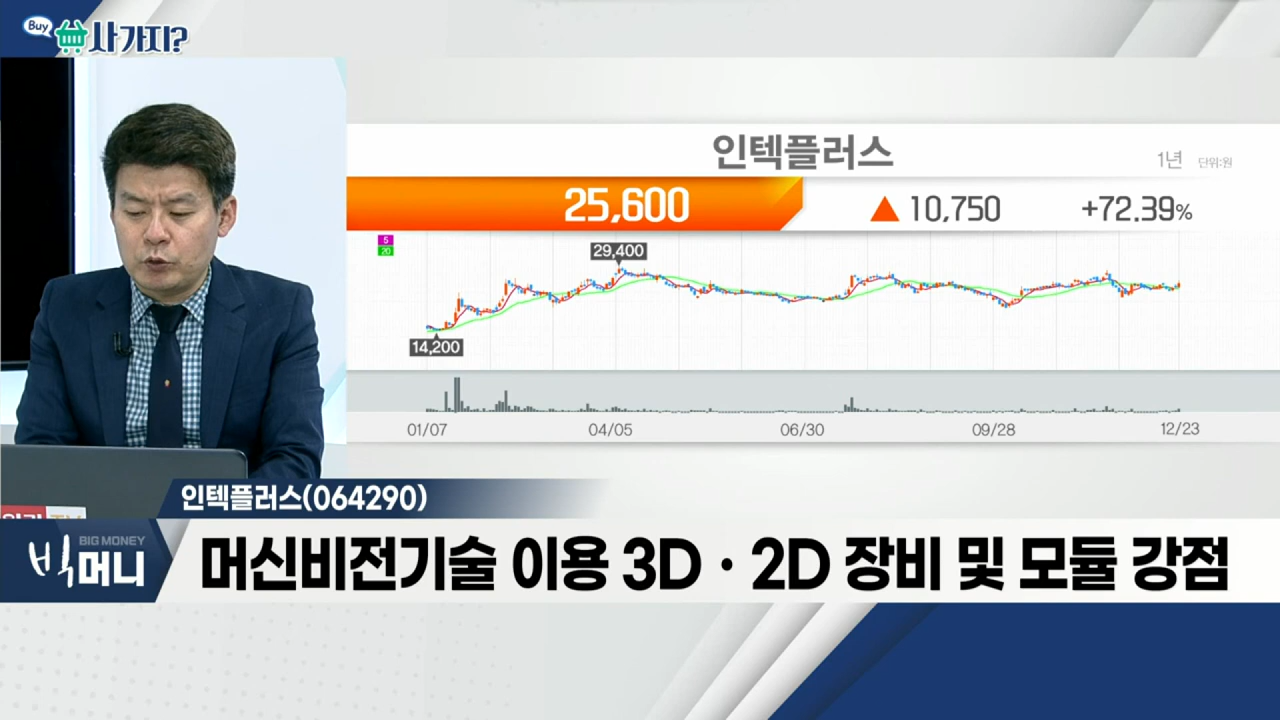 Buy 사가지?
인텍플러스
1년 단위:원
25,600 ▲ 10,750 +72.39%
5
20
29,400
14,200
01/07 04/05 06/30 09/28 12/23
인텍플러스(064290)
BIG MONEY
빅머니
머신비전기술 이용 3D · 2D 장비 및 모듈 강점